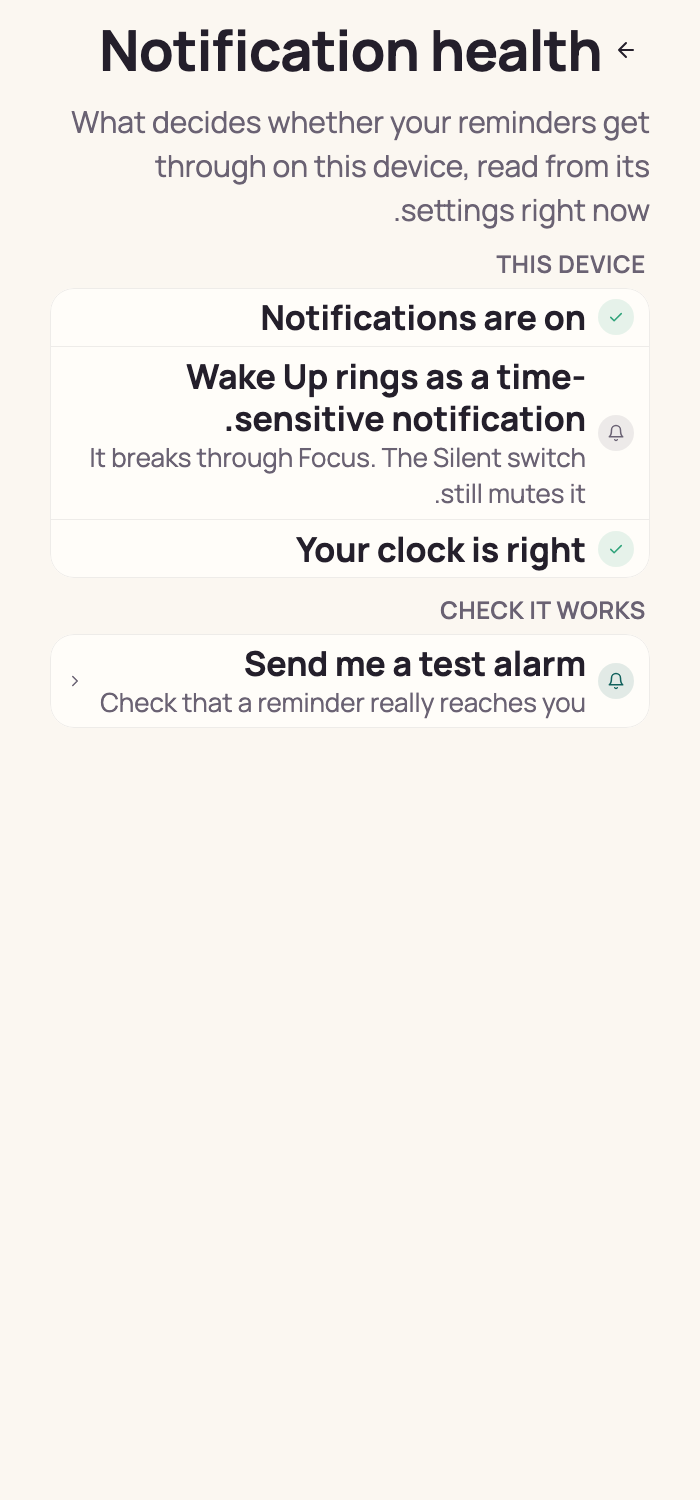 Notification health
What decides whether your reminders get
through on this device, read from its
.settings right now
THIS DEVICE
Notifications are on
Wake Up rings as a time-
.sensitive notification
It breaks through Focus. The Silent switch
.still mutes it
Your clock is right
CHECK IT WORKS
Send me a test alarm
Check that a reminder really reaches you